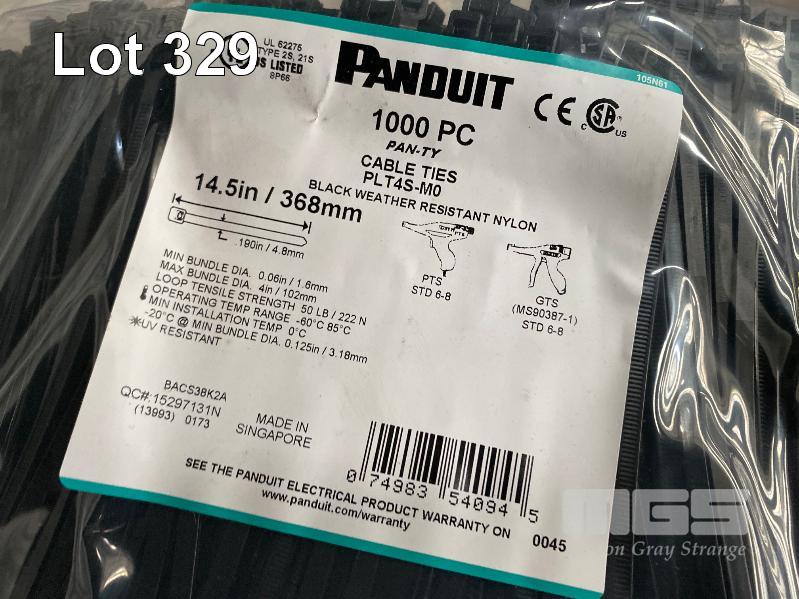 Lot 329
UL 62275
TYPE 2S, 21S
LISTED
8P66
PANDUIT
105N61
CE
C SA US
1000 PC
PAN-TY
CABLE TIES
PLT4S-M0
BLACK WEATHER RESISTANT NYLON
14.5in / 368mm
.190in / 4.8mm
PTS
STD 6-8
GTS
(MS90387-1)
STD 6-8
MIN BUNDLE DIA. 0.06in / 1.6mm
MAX BUNDLE DIA. 4in / 102mm
LOOP TENSILE STRENGTH 50 LB / 222 N
OPERATING TEMP RANGE -60°C 85°C
MIN INSTALLATION TEMP 0°C
-20°C @ MIN BUNDLE DIA. 0.125in / 3.18mm
UV RESISTANT
BACS38K2A
QC#:15297131N
(13993) 0173
MADE IN
SINGAPORE
0 74983 54094 5
SEE THE PANDUIT ELECTRICAL PRODUCT WARRANTY ON
www.panduit.com/warranty
0045
MGS
on Gray Strange